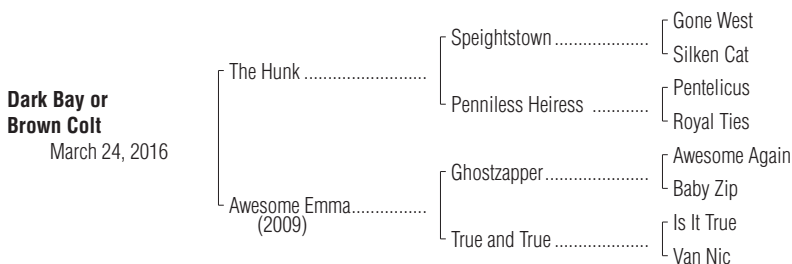 Dark Bay or
Brown Colt
March 24, 2016
The Hunk ..........................
Awesome Emma................
(2009)
Speightstown ....................
Penniless Heiress ............
Ghostzapper......................
True and True ....................
Gone West
Silken Cat
Pentelicus
Royal Ties
Awesome Again
Baby Zip
Is It True
Van Nic